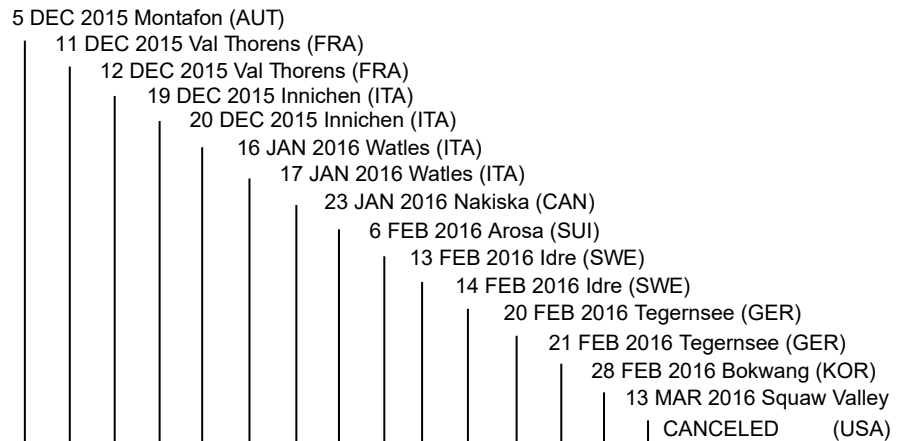 5 DEC 2015 Montafon (AUT)
11 DEC 2015 Val Thorens (FRA)
12 DEC 2015 Val Thorens (FRA)
19 DEC 2015 Innichen (ITA)
20 DEC 2015 Innichen (ITA)
16 JAN 2016 Watles (ITA)
17 JAN 2016 Watles (ITA)
23 JAN 2016 Nakiska (CAN)
6 FEB 2016 Arosa (SUI)
13 FEB 2016 Idre (SWE)
14 FEB 2016 Idre (SWE)
20 FEB 2016 Tegernsee (GER)
21 FEB 2016 Tegernsee (GER)
28 FEB 2016 Bokwang (KOR)
13 MAR 2016 Squaw Valley
CANCELED (USA)